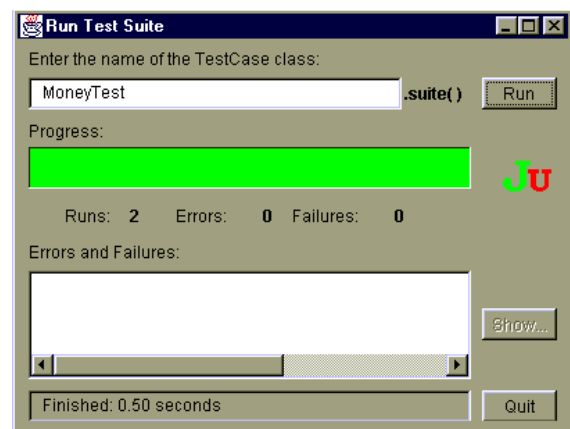 Run Test Suite
Enter the name of the TestCase class:
MoneyTest .suite( ) Run
Progress:
JU
Runs: 2 Errors: 0 Failures: 0
Errors and Failures:
Show...
Finished: 0.50 seconds Quit